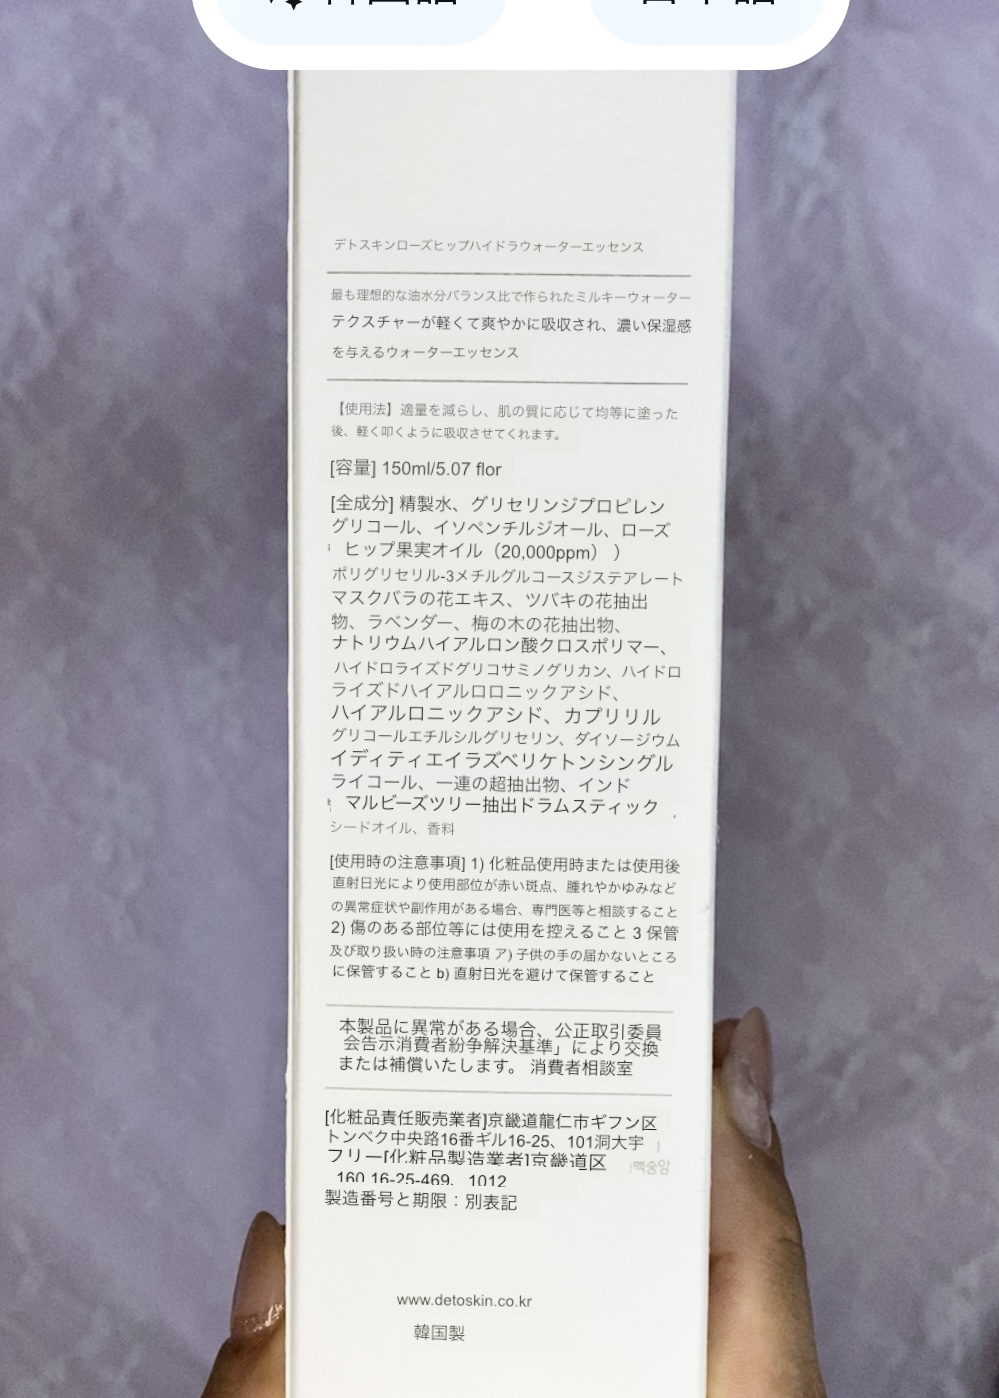 デトスキンローズヒップハイドラウォーターエッセンス
最も理想的な油水分バランス比で作られたミルキーウォーター
テクスチャーが軽くて爽やかに吸収され、濃い保湿感
を与えるウォーターエッセンス
【使用法】適量を減らし、肌の質に応じて均等に塗った
後、軽く叩くように吸収させてくれます。
[容量] 150ml/5.07 flor
[全成分] 精製水、グリセリンジプロピレン
グリコール、イソペンチルジオール、ローズ
ヒップ果実オイル（20,000ppm） ）
ポリグリセリル-3メチルグルコースジステアレート
マスクバラの花エキス、ツバキの花抽出
物、ラベンダー、梅の木の花抽出物、
ナトリウムハイアルロン酸クロスポリマー、
ハイドロライズドグリコサミノグリカン、ハイドロ
ライズドハイアルロロニックアシド、
ハイアルロニックアシド、カプリリル
グリコールエチルシルグリセリン、ダイソージウム
イディティエイラズベリケトンシングル
ライコール、一連の超抽出物、インド
マルビーズツリー抽出ドラムスティック
シードオイル、香料
[使用時の注意事項] 1) 化粧品使用時または使用後
直射日光により使用部位が赤い斑点、腫れやかゆみなど
の異常症状や副作用がある場合、専門医等と相談すること
2) 傷のある部位等には使用を控えること 3 保管
及び取り扱い時の注意事項 ア) 子供の手の届かないところ
に保管すること b) 直射日光を避けて保管すること
本製品に異常がある場合、公正取引委員
会告示消費者紛争解決基準」により交換
または補償いたします。 消費者相談室
[化粧品責任販売業者]京畿道龍仁市ギフン区
トンベク中央路16番ギル16-25、101洞大宇
フリー[化粧品製造業者]京畿道区
160 16-25-469, 1012
製造番号と期限：別表記
www.detoskin.co.kr
韓国製